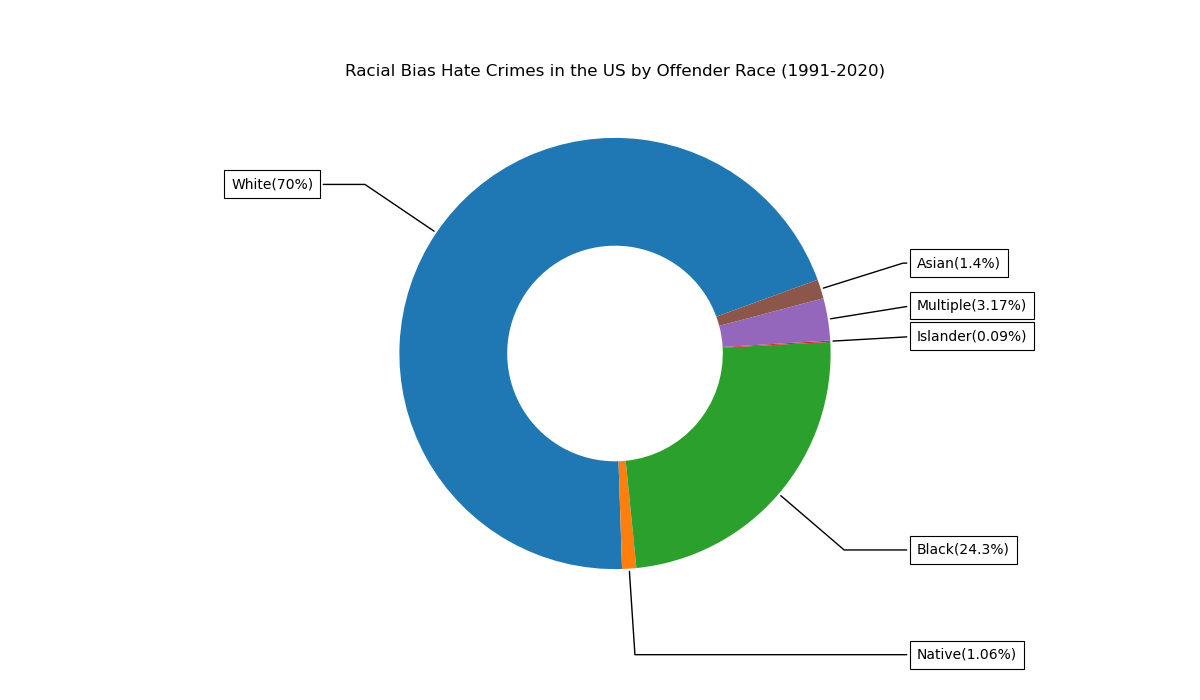 Racial Bias Hate Crimes in the US by Offender Race (1991-2020)
White(70%)
Asian(1.4%)
Multiple(3.17%)
Islander(0.09%)
Black(24.3%)
Native(1.06%)